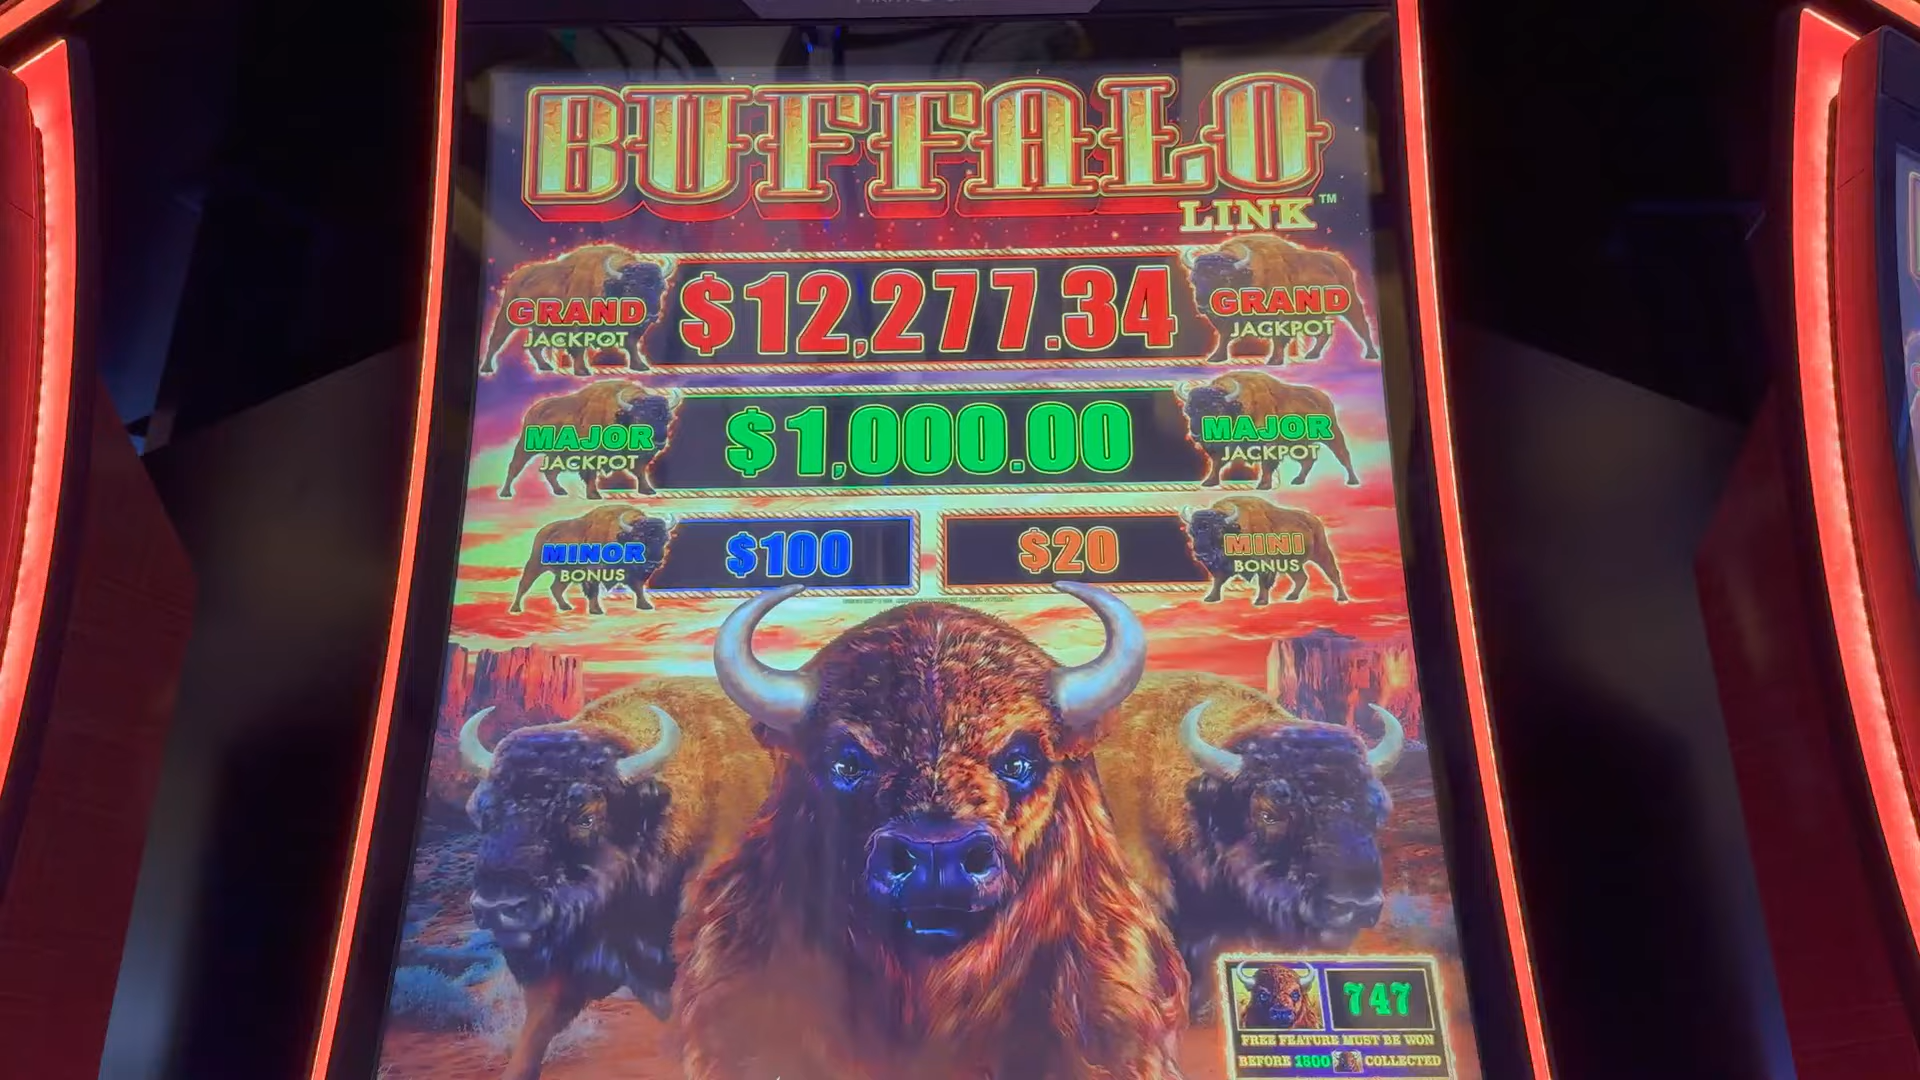 BUFFALO
LINK™
GRAND
JACKPOT
$12,277.34
GRAND
JACKPOT
MAJOR
JACKPOT
$1,000.00
MAJOR
JACKPOT
MINOR
BONUS
$100
$20
MINI
BONUS
747
FREE FEATURE MUST BE WON
BEFORE 1800 COLLECTED